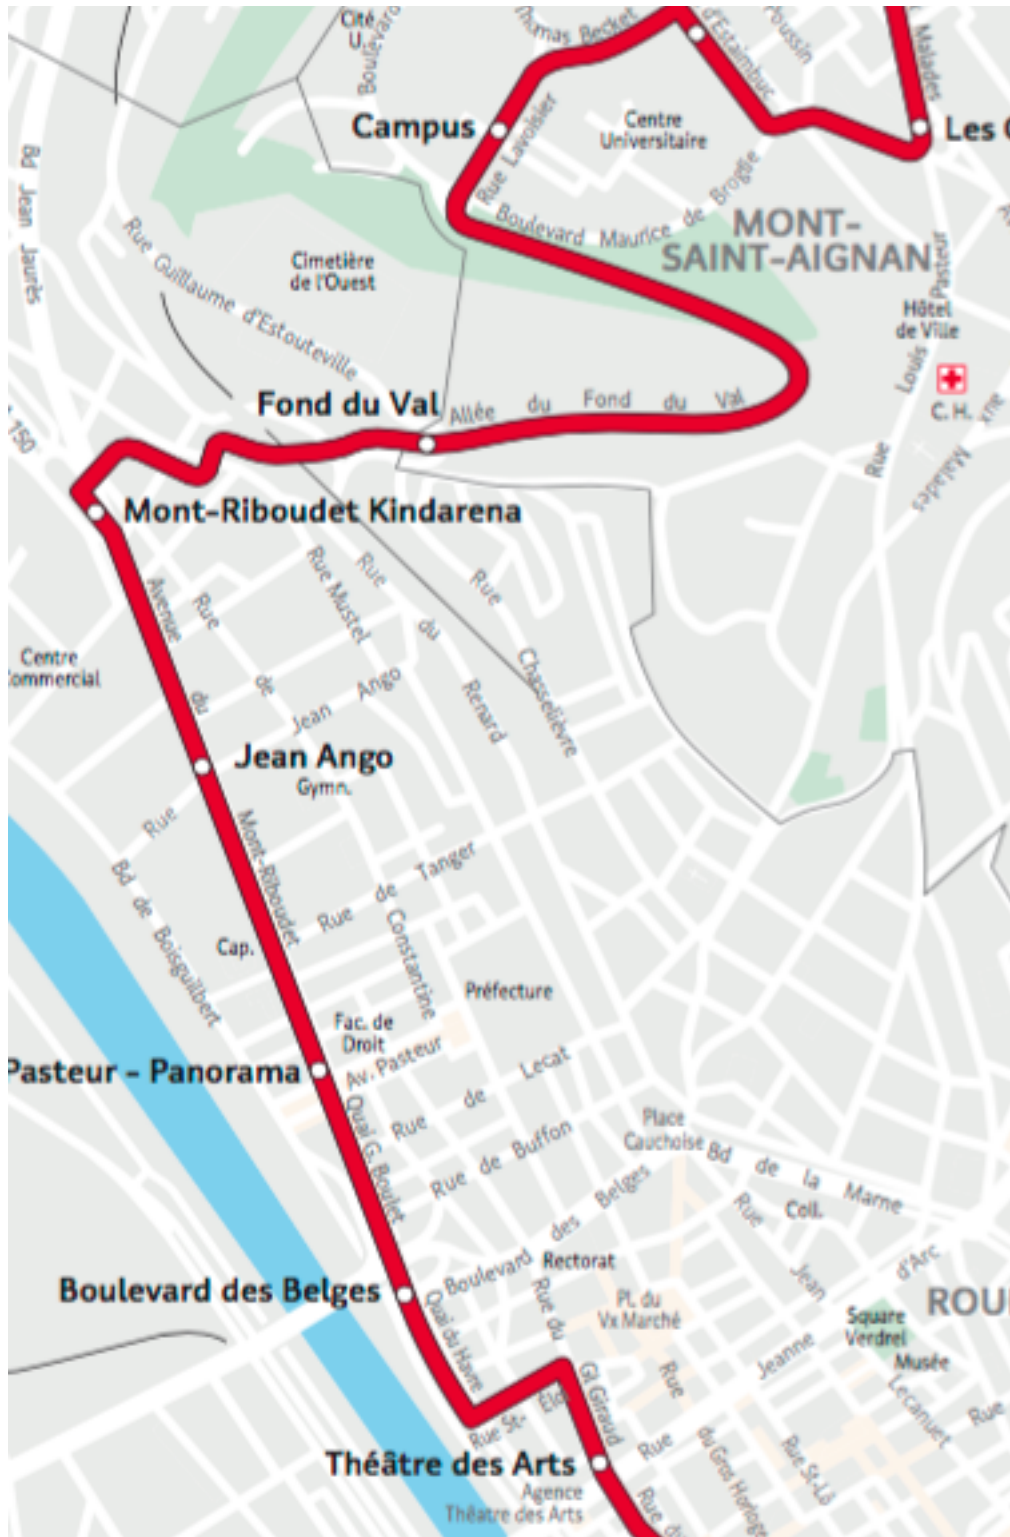 Cité
U.
Boulevard
Thomas Becket
d'Estaimbuc
Poussin
Malades
Campus
Rue Lavoisier
Centre
Universitaire
Les
Bd Jean Jaurès
Boulevard Maurice de Broglie
MONT-
SAINT-AIGNAN
Rue Guillaume d'Estouteville
Cimetière
de l'Ouest
Rue Louis Pasteur
Hôtel
de Ville
C.H.
aux Malades
Fond du Val
Allée du Fond du Val
150
Mont-Riboudet Kindarena
Avenue du Mont-Riboudet
Rue de Constantine
Rue Mustel
Rue du Renard
Rue Chasselièvre
Centre
ommercial
Rue Jean Ango
Jean Ango
Gymn.
Bd de Boisguilbert
Rue de Tanger
Cap.
Préfecture
Fac. de
Droit
Pasteur - Panorama
Av. Pasteur
Quai G. Boulet
Rue de Lecat
Rue de Buffon
Place
Cauchoise
Bd de la Marne
Boulevard des Belges
Rue Jean Lecanuet
Coll.
Rectorat
Boulevard des Belges
Quai du Havre
Rue du Gl Giraud
Pl. du
Vx Marché
Rue Jeanne d'Arc
ROU
Square
Verdrel
Musée
Rue
Rue St-Eloi
Rue du Gros Horloge
Rue St-Lô
Théâtre des Arts
Agence
Théatre des Arts
Rue du